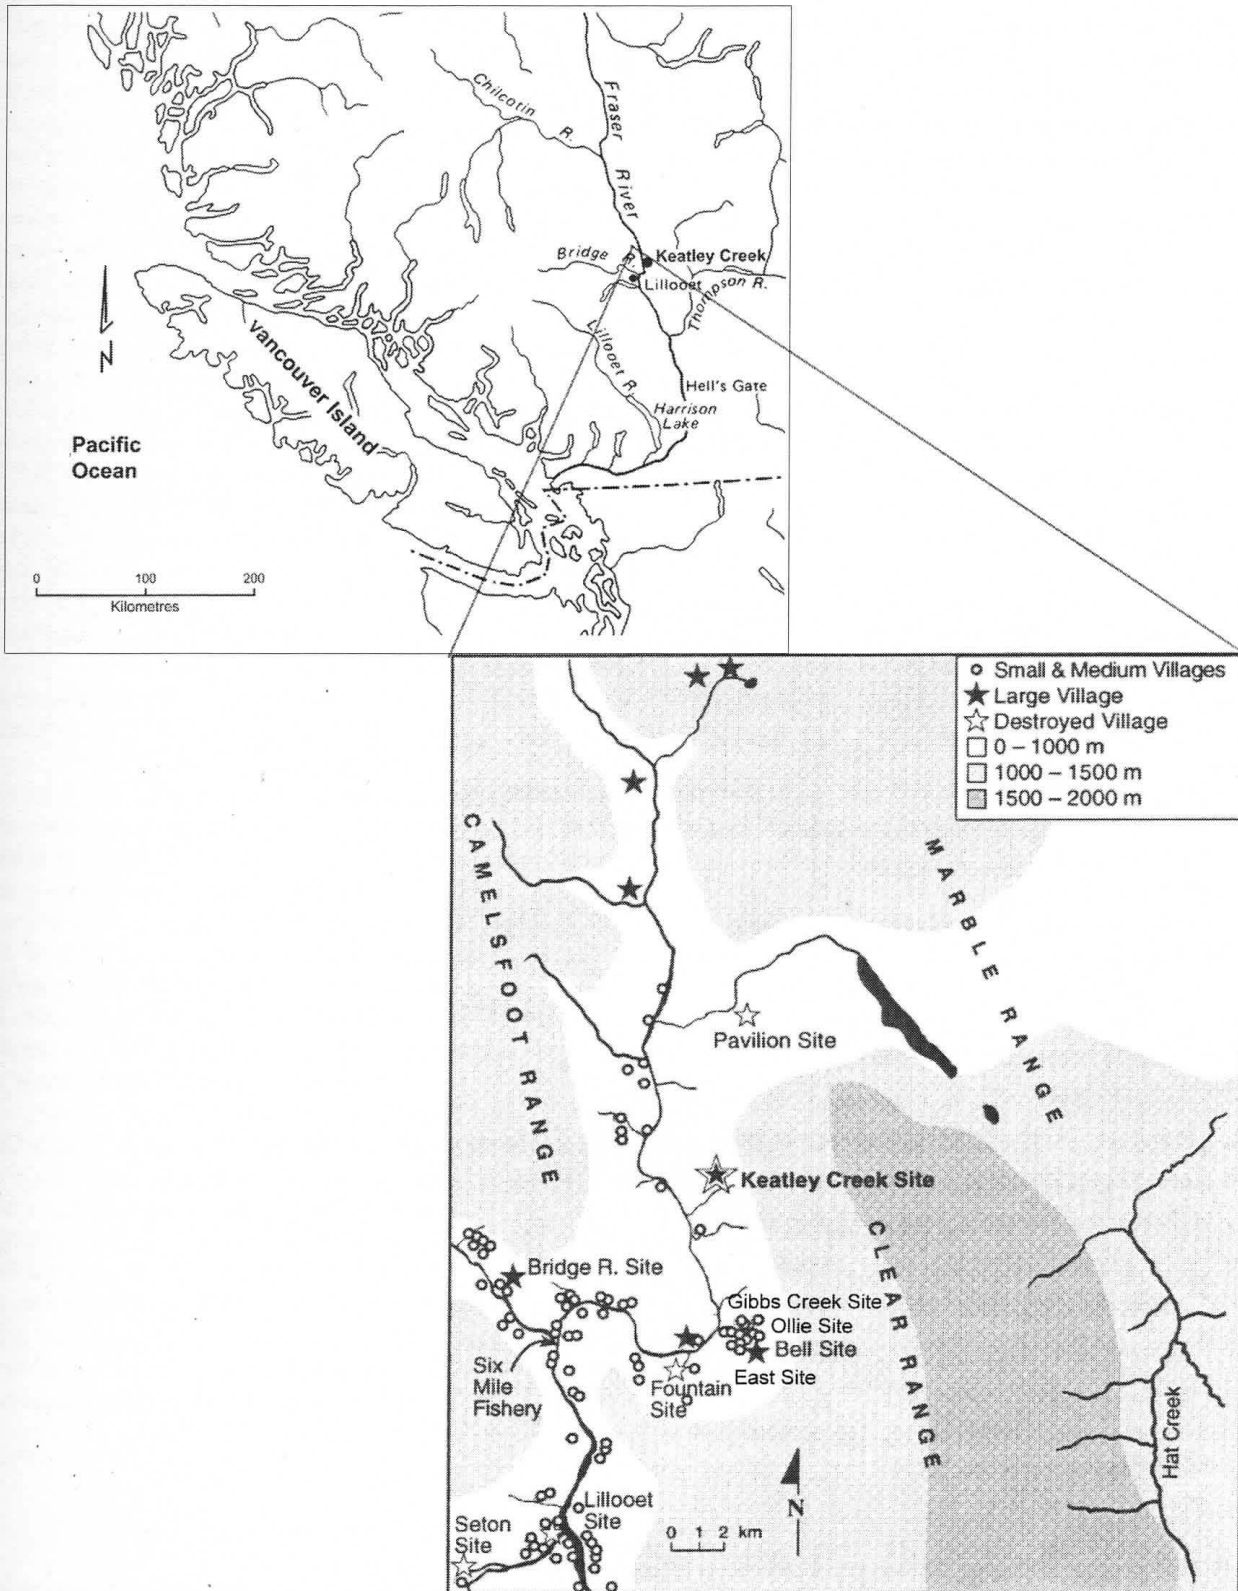 Chilcotin
R.
Fraser
River
Bridge
R.
Keatley Creek
Lillooet
Thompson R.
Lillooet R.
Hell's Gate
Harrison
Lake
Vancouver Island
N
Pacific
Ocean
0 100 200
Kilometres
Small & Medium Villages
Large Village
Destroyed Village
0 – 1000 m
1000 – 1500 m
1500 – 2000 m
CAMELSFOOT RANGE
MARBLE RANGE
Pavilion Site
Keatley Creek Site
CLEAR RANGE
Bridge R. Site
Gibbs Creek Site
Ollie Site
Bell Site
East Site
Six
Mile
Fishery
Fountain
Site
Hat Creek
Lillooet
Site
Seton
Site
0 1 2 km
N